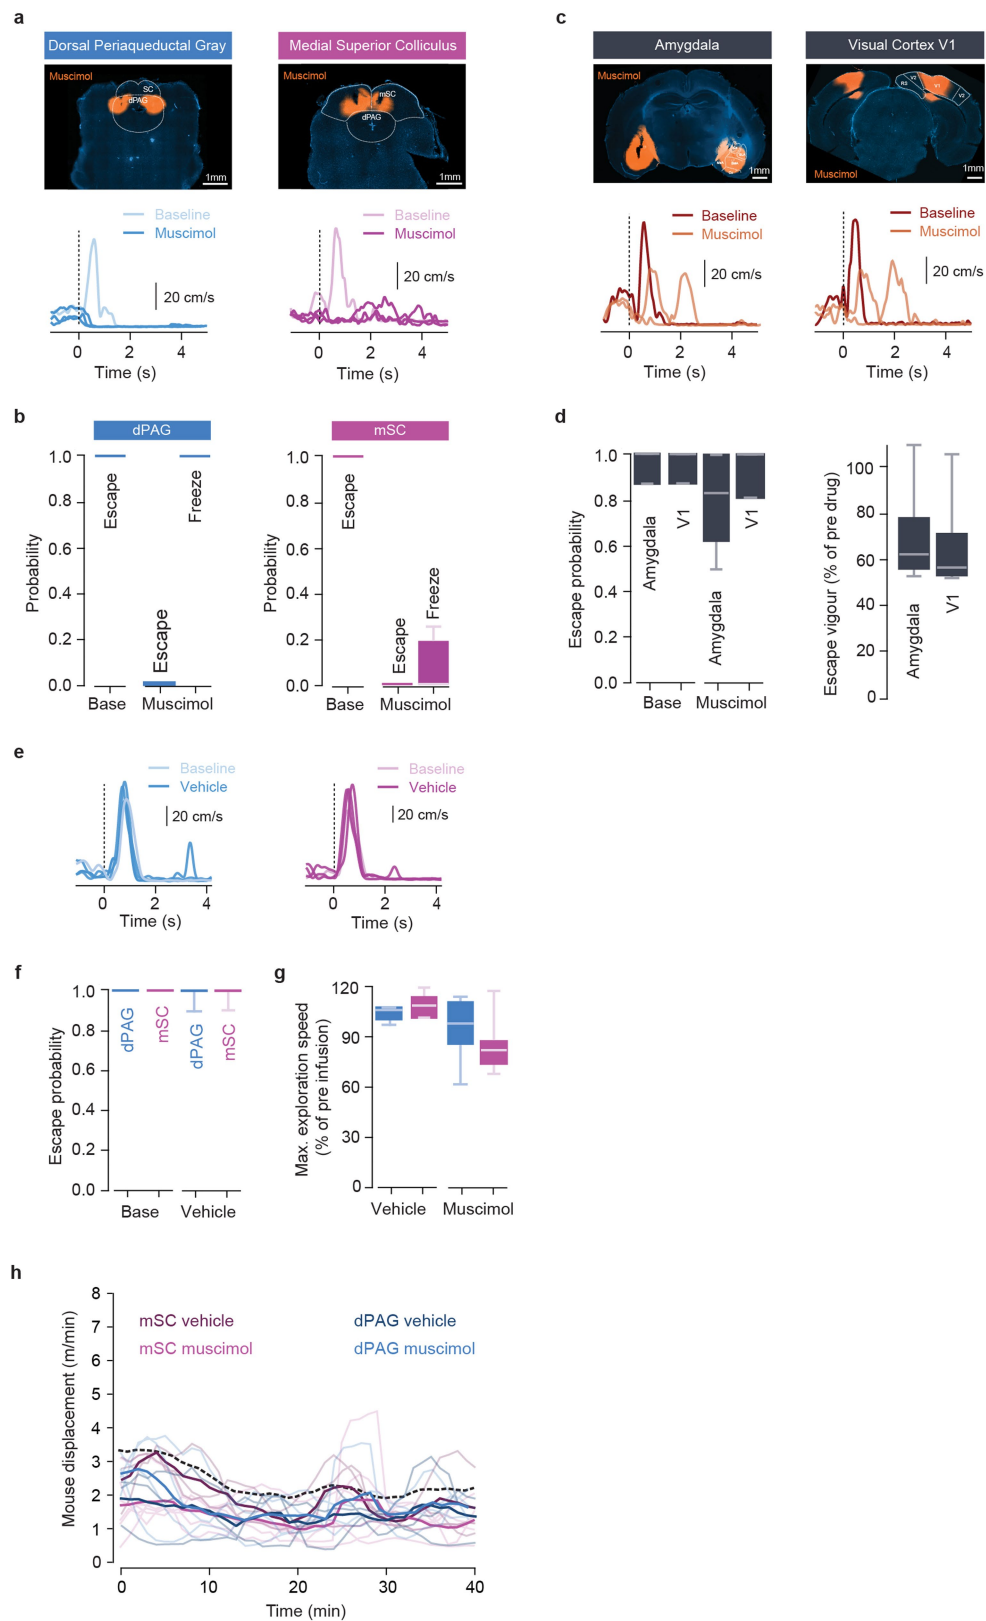 a
Dorsal Periaqueductal Gray
Medial Superior Colliculus
Muscimol
SC
dPAG
1mm
Muscimol
mSC
dPAG
1mm
Baseline
Muscimol
20 cm/s
0 2 4
Time (s)
Baseline
Muscimol
20 cm/s
0 2 4
Time (s)
c
Amygdala
Visual Cortex V1
Muscimol
1mm
RS
V2
V1
V2
Muscimol
1mm
Baseline
Muscimol
20 cm/s
0 2 4
Time (s)
Baseline
Muscimol
20 cm/s
0 2 4
Time (s)
b
dPAG
Probability
1.0
0.8
0.6
0.4
0.2
0.0
Escape
Escape
Freeze
Base Muscimol
mSC
Probability
1.0
0.8
0.6
0.4
0.2
0.0
Escape
Escape
Freeze
Base Muscimol
d
Escape probability
1.0
0.8
0.6
0.4
0.2
0.0
Amygdala
V1
Amygdala
V1
Base Muscimol
Escape vigour (% of pre drug)
100
80
60
40
20
0
Amygdala
V1
e
Baseline
Vehicle
20 cm/s
0 2 4
Time (s)
Baseline
Vehicle
20 cm/s
0 2 4
Time (s)
f
Escape probability
1.0
0.8
0.6
0.4
0.2
0.0
dPAG
mSC
dPAG
mSC
Base Vehicle
g
Max. exploration speed
(% of pre infusion)
120
90
60
30
0
Vehicle Muscimol
h
Mouse displacement (m/min)
8
7
6
5
4
3
2
1
0
mSC vehicle
mSC muscimol
dPAG vehicle
dPAG muscimol
0 10 20 30 40
Time (min)